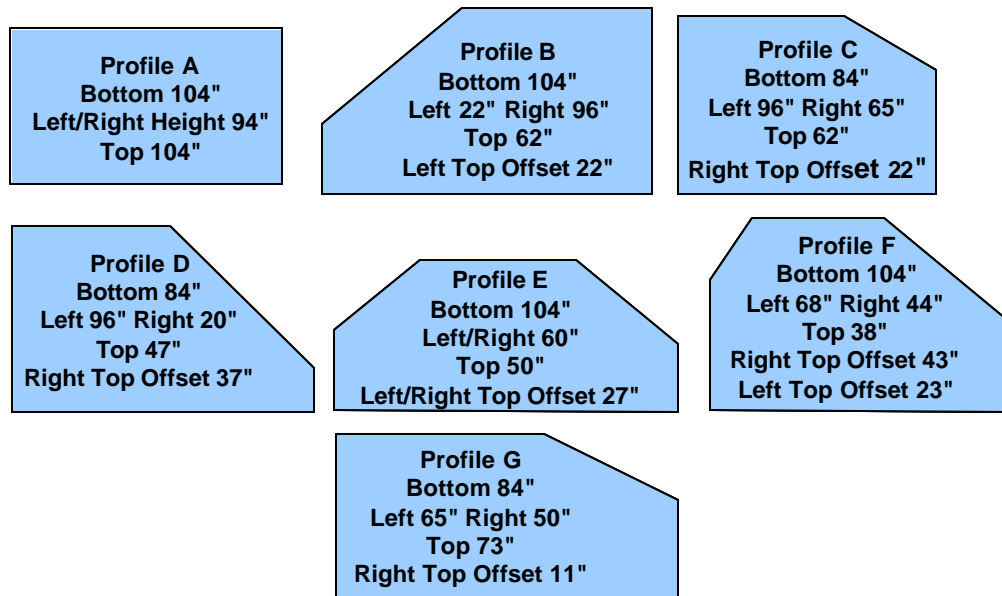 Profile A
Bottom 104"
Left/Right Height 94"
Top 104"
Profile B
Bottom 104"
Left 22" Right 96"
Top 62"
Left Top Offset 22"
Profile C
Bottom 84"
Left 96" Right 65"
Top 62"
Right Top Offset 22"
Profile D
Bottom 84"
Left 96" Right 20"
Top 47"
Right Top Offset 37"
Profile E
Bottom 104"
Left/Right 60"
Top 50"
Left/Right Top Offset 27"
Profile F
Bottom 104"
Left 68" Right 44"
Top 38"
Right Top Offset 43"
Left Top Offset 23"
Profile G
Bottom 84"
Left 65" Right 50"
Top 73"
Right Top Offset 11"